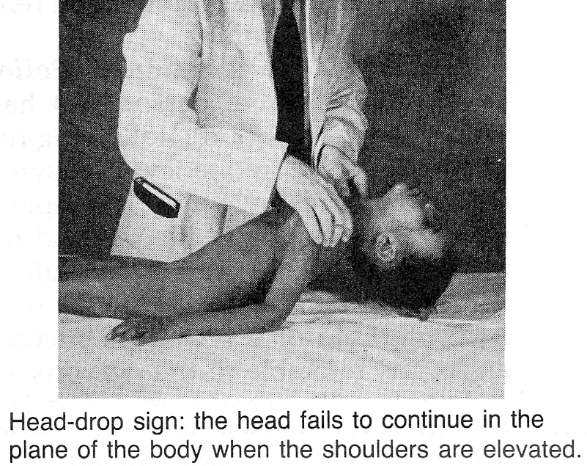 Head-drop sign: the head fails to continue in the
plane of the body when the shoulders are elevated.